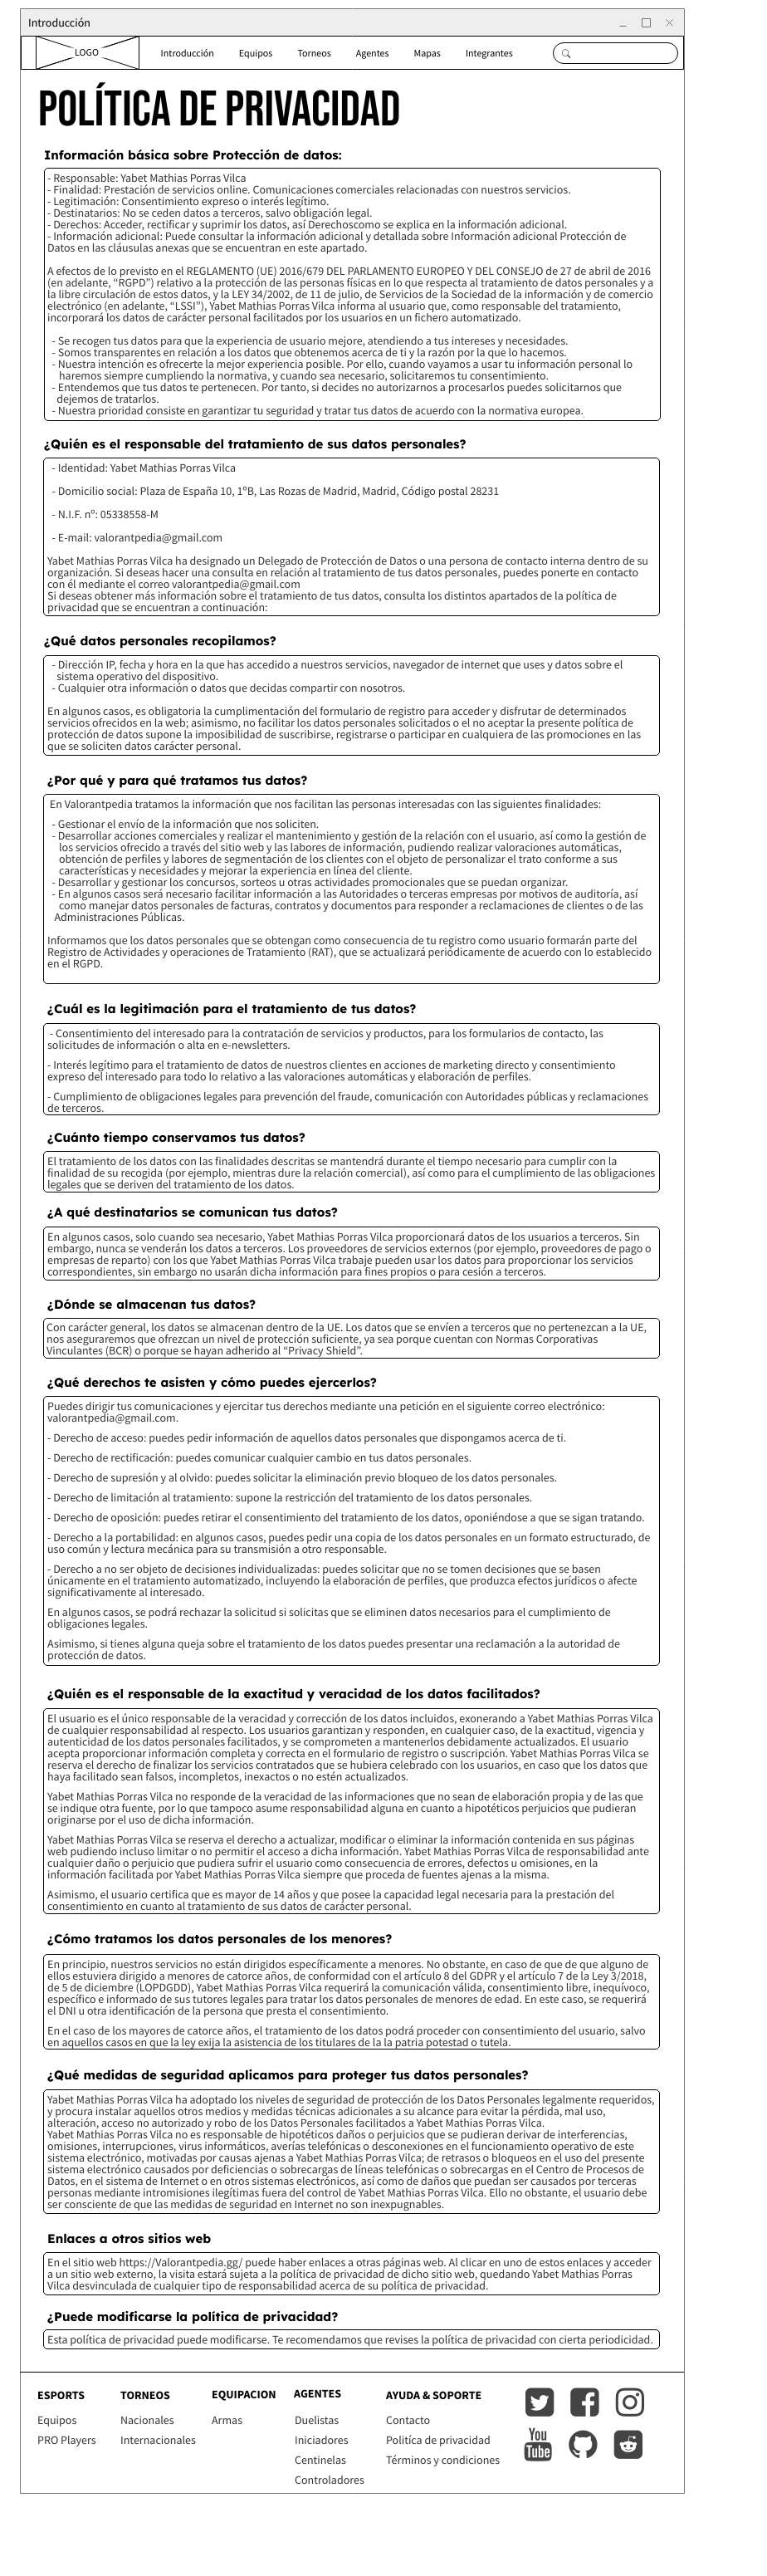 Introducción
LOGO
Introducción
Equipos
Torneos
Agentes
Mapas
Integrantes
POLÍTICA DE PRIVACIDAD
Información básica sobre Protección de datos:
- Responsable: Yabet Mathias Porras Vilca
- Finalidad: Prestación de servicios online. Comunicaciones comerciales relacionadas con nuestros servicios.
- Legitimación: Consentimiento expreso o interés legítimo.
- Destinatarios: No se ceden datos a terceros, salvo obligación legal.
- Derechos: Acceder, rectificar y suprimir los datos, así Derechoscomo se explica en la información adicional.
- Información adicional: Puede consultar la información adicional y detallada sobre Información adicional Protección de
Datos en las cláusulas anexas que se encuentran en este apartado.
A efectos de lo previsto en el REGLAMENTO (UE) 2016/679 DEL PARLAMENTO EUROPEO Y DEL CONSEJO de 27 de abril de 2016
(en adelante, “RGPD”) relativo a la protección de las personas físicas en lo que respecta al tratamiento de datos personales y a
la libre circulación de estos datos, y la LEY 34/2002, de 11 de julio, de Servicios de la Sociedad de la información y de comercio
electrónico (en adelante, “LSSI”), Yabet Mathias Porras Vilca informa al usuario que, como responsable del tratamiento,
incorporará los datos de carácter personal facilitados por los usuarios en un fichero automatizado.
- Se recogen tus datos para que la experiencia de usuario mejore, atendiendo a tus intereses y necesidades.
- Somos transparentes en relación a los datos que obtenemos acerca de ti y la razón por la que lo hacemos.
- Nuestra intención es ofrecerte la mejor experiencia posible. Por ello, cuando vayamos a usar tu información personal lo
haremos siempre cumpliendo la normativa, y cuando sea necesario, solicitaremos tu consentimiento.
- Entendemos que tus datos te pertenecen. Por tanto, si decides no autorizarnos a procesarlos puedes solicitarnos que
dejemos de tratarlos.
- Nuestra prioridad consiste en garantizar tu seguridad y tratar tus datos de acuerdo con la normativa europea.
¿Quién es el responsable del tratamiento de sus datos personales?
- Identidad: Yabet Mathias Porras Vilca
- Domicilio social: Plaza de España 10, 1ºB, Las Rozas de Madrid, Madrid, Código postal 28231
- N.I.F. nº: 05338558-M
- E-mail: valorantpedia@gmail.com
Yabet Mathias Porras Vilca ha designado un Delegado de Protección de Datos o una persona de contacto interna dentro de su
organización. Si deseas hacer una consulta en relación al tratamiento de tus datos personales, puedes ponerte en contacto
con él mediante el correo valorantpedia@gmail.com
Si deseas obtener más información sobre el tratamiento de tus datos, consulta los distintos apartados de la política de
privacidad que se encuentran a continuación:
¿Qué datos personales recopilamos?
- Dirección IP, fecha y hora en la que has accedido a nuestros servicios, navegador de internet que uses y datos sobre el
sistema operativo del dispositivo.
- Cualquier otra información o datos que decidas compartir con nosotros.
En algunos casos, es obligatoria la cumplimentación del formulario de registro para acceder y disfrutar de determinados
servicios ofrecidos en la web; asimismo, no facilitar los datos personales solicitados o el no aceptar la presente política de
protección de datos supone la imposibilidad de suscribirse, registrarse o participar en cualquiera de las promociones en las
que se soliciten datos carácter personal.
¿Por qué y para qué tratamos tus datos?
En Valorantpedia tratamos la información que nos facilitan las personas interesadas con las siguientes finalidades:
- Gestionar el envío de la información que nos soliciten.
- Desarrollar acciones comerciales y realizar el mantenimiento y gestión de la relación con el usuario, así como la gestión de
los servicios ofrecido a través del sitio web y las labores de información, pudiendo realizar valoraciones automáticas,
obtención de perfiles y labores de segmentación de los clientes con el objeto de personalizar el trato conforme a sus
características y necesidades y mejorar la experiencia en línea del cliente.
- Desarrollar y gestionar los concursos, sorteos u otras actividades promocionales que se puedan organizar.
- En algunos casos será necesario facilitar información a las Autoridades o terceras empresas por motivos de auditoría, así
como manejar datos personales de facturas, contratos y documentos para responder a reclamaciones de clientes o de las
Administraciones Públicas.
Informamos que los datos personales que se obtengan como consecuencia de tu registro como usuario formarán parte del
Registro de Actividades y operaciones de Tratamiento (RAT), que se actualizará periódicamente de acuerdo con lo establecido
en el RGPD.
¿Cuál es la legitimación para el tratamiento de tus datos?
- Consentimiento del interesado para la contratación de servicios y productos, para los formularios de contacto, las
solicitudes de información o alta en e-newsletters.
- Interés legítimo para el tratamiento de datos de nuestros clientes en acciones de marketing directo y consentimiento
expreso del interesado para todo lo relativo a las valoraciones automáticas y elaboración de perfiles.
- Cumplimiento de obligaciones legales para prevención del fraude, comunicación con Autoridades públicas y reclamaciones
de terceros.
¿Cuánto tiempo conservamos tus datos?
El tratamiento de los datos con las finalidades descritas se mantendrá durante el tiempo necesario para cumplir con la
finalidad de su recogida (por ejemplo, mientras dure la relación comercial), así como para el cumplimiento de las obligaciones
legales que se deriven del tratamiento de los datos.
¿A qué destinatarios se comunican tus datos?
En algunos casos, solo cuando sea necesario, Yabet Mathias Porras Vilca proporcionará datos de los usuarios a terceros. Sin
embargo, nunca se venderán los datos a terceros. Los proveedores de servicios externos (por ejemplo, proveedores de pago o
empresas de reparto) con los que Yabet Mathias Porras Vilca trabaje pueden usar los datos para proporcionar los servicios
correspondientes, sin embargo no usarán dicha información para fines propios o para cesión a terceros.
¿Dónde se almacenan tus datos?
Con carácter general, los datos se almacenan dentro de la UE. Los datos que se envíen a terceros que no pertenezcan a la UE,
nos aseguraremos que ofrezcan un nivel de protección suficiente, ya sea porque cuentan con Normas Corporativas
Vinculantes (BCR) o porque se hayan adherido al “Privacy Shield”.
¿Qué derechos te asisten y cómo puedes ejercerlos?
Puedes dirigir tus comunicaciones y ejercitar tus derechos mediante una petición en el siguiente correo electrónico:
valorantpedia@gmail.com.
- Derecho de acceso: puedes pedir información de aquellos datos personales que dispongamos acerca de ti.
- Derecho de rectificación: puedes comunicar cualquier cambio en tus datos personales.
- Derecho de supresión y al olvido: puedes solicitar la eliminación previo bloqueo de los datos personales.
- Derecho de limitación al tratamiento: supone la restricción del tratamiento de los datos personales.
- Derecho de oposición: puedes retirar el consentimiento del tratamiento de los datos, oponiéndose a que se sigan tratando.
- Derecho a la portabilidad: en algunos casos, puedes pedir una copia de los datos personales en un formato estructurado, de
uso común y lectura mecánica para su transmisión a otro responsable.
- Derecho a no ser objeto de decisiones individualizadas: puedes solicitar que no se tomen decisiones que se basen
únicamente en el tratamiento automatizado, incluyendo la elaboración de perfiles, que produzca efectos jurídicos o afecte
significativamente al interesado.
En algunos casos, se podrá rechazar la solicitud si solicitas que se eliminen datos necesarios para el cumplimiento de
obligaciones legales.
Asimismo, si tienes alguna queja sobre el tratamiento de los datos puedes presentar una reclamación a la autoridad de
protección de datos.
¿Quién es el responsable de la exactitud y veracidad de los datos facilitados?
El usuario es el único responsable de la veracidad y corrección de los datos incluidos, exonerando a Yabet Mathias Porras Vilca
de cualquier responsabilidad al respecto. Los usuarios garantizan y responden, en cualquier caso, de la exactitud, vigencia y
autenticidad de los datos personales facilitados, y se comprometen a mantenerlos debidamente actualizados. El usuario
acepta proporcionar información completa y correcta en el formulario de registro o suscripción. Yabet Mathias Porras Vilca se
reserva el derecho de finalizar los servicios contratados que se hubiera celebrado con los usuarios, en caso que los datos que
haya facilitado sean falsos, incompletos, inexactos o no estén actualizados.
Yabet Mathias Porras Vilca no responde de la veracidad de las informaciones que no sean de elaboración propia y de las que
se indique otra fuente, por lo que tampoco asume responsabilidad alguna en cuanto a hipotéticos perjuicios que pudieran
originarse por el uso de dicha información.
Yabet Mathias Porras Vilca se reserva el derecho a actualizar, modificar o eliminar la información contenida en sus páginas
web pudiendo incluso limitar o no permitir el acceso a dicha información. Yabet Mathias Porras Vilca de responsabilidad ante
cualquier daño o perjuicio que pudiera sufrir el usuario como consecuencia de errores, defectos u omisiones, en la
información facilitada por Yabet Mathias Porras Vilca siempre que proceda de fuentes ajenas a la misma.
Asimismo, el usuario certifica que es mayor de 14 años y que posee la capacidad legal necesaria para la prestación del
consentimiento en cuanto al tratamiento de sus datos de carácter personal.
¿Cómo tratamos los datos personales de los menores?
En principio, nuestros servicios no están dirigidos específicamente a menores. No obstante, en caso de que de que alguno de
ellos estuviera dirigido a menores de catorce años, de conformidad con el artículo 8 del GDPR y el artículo 7 de la Ley 3/2018,
de 5 de diciembre (LOPDGDD), Yabet Mathias Porras Vilca requerirá la comunicación válida, consentimiento libre, inequívoco,
específico e informado de sus tutores legales para tratar los datos personales de menores de edad. En este caso, se requerirá
el DNI u otra identificación de la persona que presta el consentimiento.
En el caso de los mayores de catorce años, el tratamiento de los datos podrá proceder con consentimiento del usuario, salvo
en aquellos casos en que la ley exija la asistencia de los titulares de la la patria potestad o tutela.
¿Qué medidas de seguridad aplicamos para proteger tus datos personales?
Yabet Mathias Porras Vilca ha adoptado los niveles de seguridad de protección de los Datos Personales legalmente requeridos,
y procura instalar aquellos otros medios y medidas técnicas adicionales a su alcance para evitar la pérdida, mal uso,
alteración, acceso no autorizado y robo de los Datos Personales facilitados a Yabet Mathias Porras Vilca.
Yabet Mathias Porras Vilca no es responsable de hipotéticos daños o perjuicios que se pudieran derivar de interferencias,
omisiones, interrupciones, virus informáticos, averías telefónicas o desconexiones en el funcionamiento operativo de este
sistema electrónico, motivadas por causas ajenas a Yabet Mathias Porras Vilca; de retrasos o bloqueos en el uso del presente
sistema electrónico causados por deficiencias o sobrecargas de líneas telefónicas o sobrecargas en el Centro de Procesos de
Datos, en el sistema de Internet o en otros sistemas electrónicos, así como de daños que puedan ser causados por terceras
personas mediante intromisiones ilegítimas fuera del control de Yabet Mathias Porras Vilca. Ello no obstante, el usuario debe
ser consciente de que las medidas de seguridad en Internet no son inexpugnables.
Enlaces a otros sitios web
En el sitio web https://Valorantpedia.gg/ puede haber enlaces a otras páginas web. Al clicar en uno de estos enlaces y acceder
a un sitio web externo, la visita estará sujeta a la política de privacidad de dicho sitio web, quedando Yabet Mathias Porras
Vilca desvinculada de cualquier tipo de responsabilidad acerca de su política de privacidad.
¿Puede modificarse la política de privacidad?
Esta política de privacidad puede modificarse. Te recomendamos que revises la política de privacidad con cierta periodicidad.
ESPORTS
Equipos
PRO Players
TORNEOS
Nacionales
Internacionales
EQUIPACION
Armas
AGENTES
Duelistas
Iniciadores
Centinelas
Controladores
AYUDA & SOPORTE
Contacto
Politíca de privacidad
Términos y condiciones
You
Tube